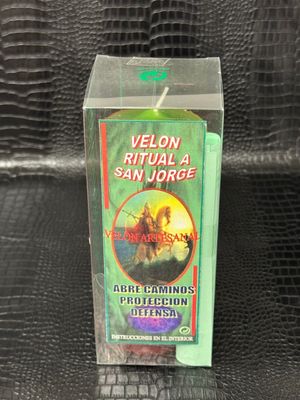 VELON
RITUAL A
SAN JORGE
VELON ARTESANAL
ABRE CAMINOS
PROTECCION
DEFENSA
INSTRUCCIONES EN EL INTERIOR